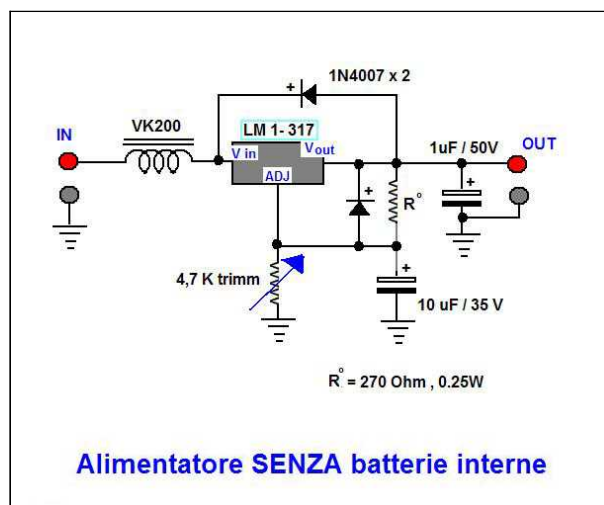 1N4007 x 2
+
VK200
LM 1- 317
IN
V in
Vout
1uF / 50V
OUT
ADJ
+
R°
+
4,7 K trimm
+
10 uF / 35 V
R° = 270 Ohm , 0.25W
Alimentatore SENZA batterie interne